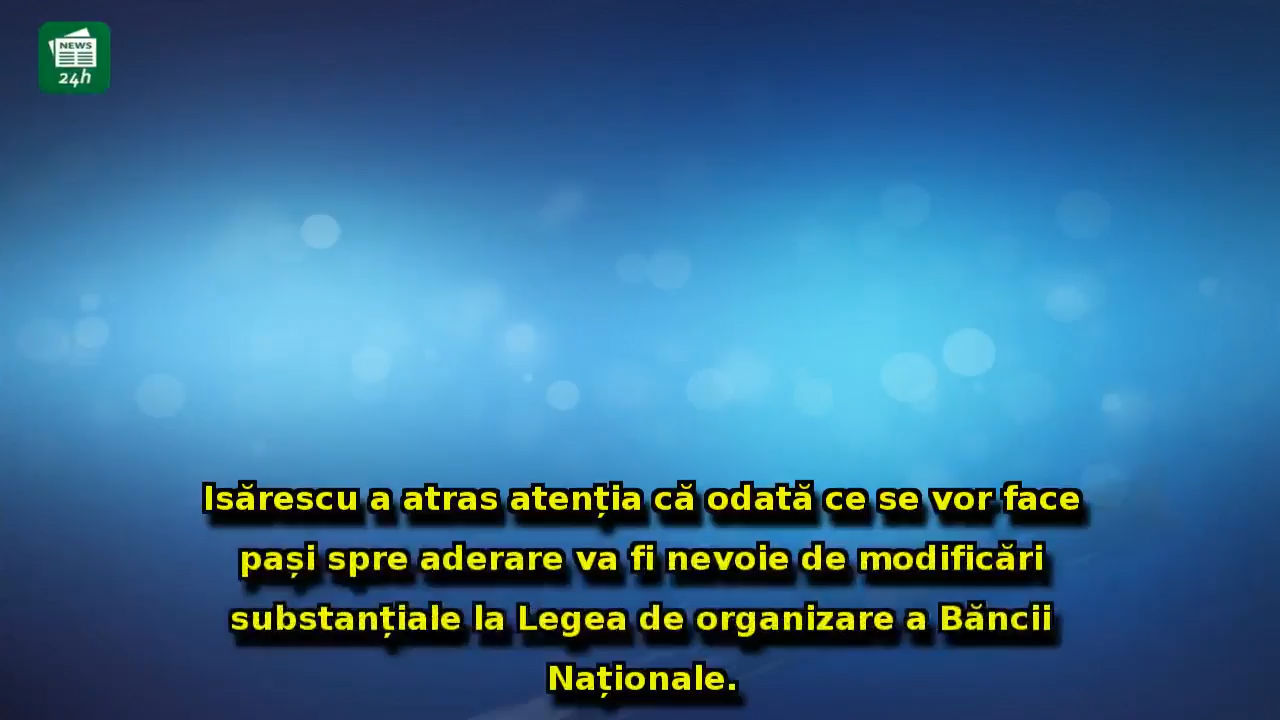 NEWS
24h
Isărescu a atras atenția că odată ce se vor face
pași spre aderare va fi nevoie de modificări
substanțiale la Legea de organizare a Băncii
Naționale.